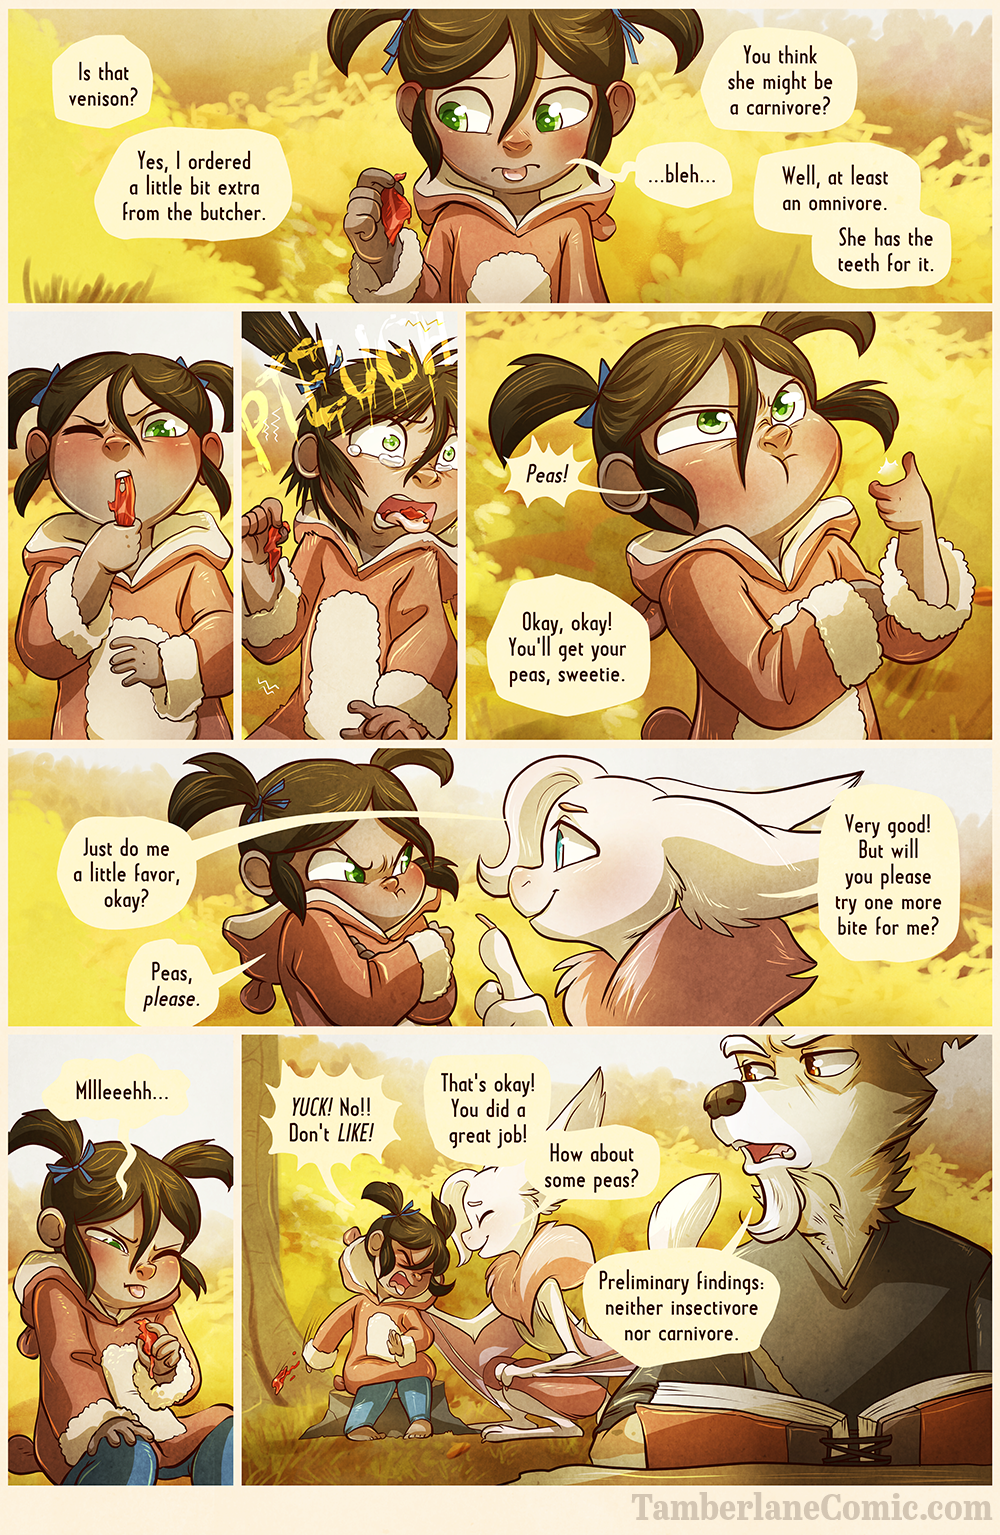 Is that
venison?
Yes, I ordered
a little bit extra
from the butcher.
You think
she might be
a carnivore?
...bleh...
Well, at least
an omnivore.
She has the
teeth for it.
PTEUGH
Peas!
Okay, okay!
You'll get your
peas, sweetie.
Just do me
a little favor,
okay?
Peas,
please.
Very good!
But will
you please
try one more
bite for me?
Mllleeehh...
YUCK! No!!
Don't LIKE!
That's okay!
You did a
great job!
How about
some peas?
Preliminary findings:
neither insectivore
nor carnivore.
TamberlaneComic.com